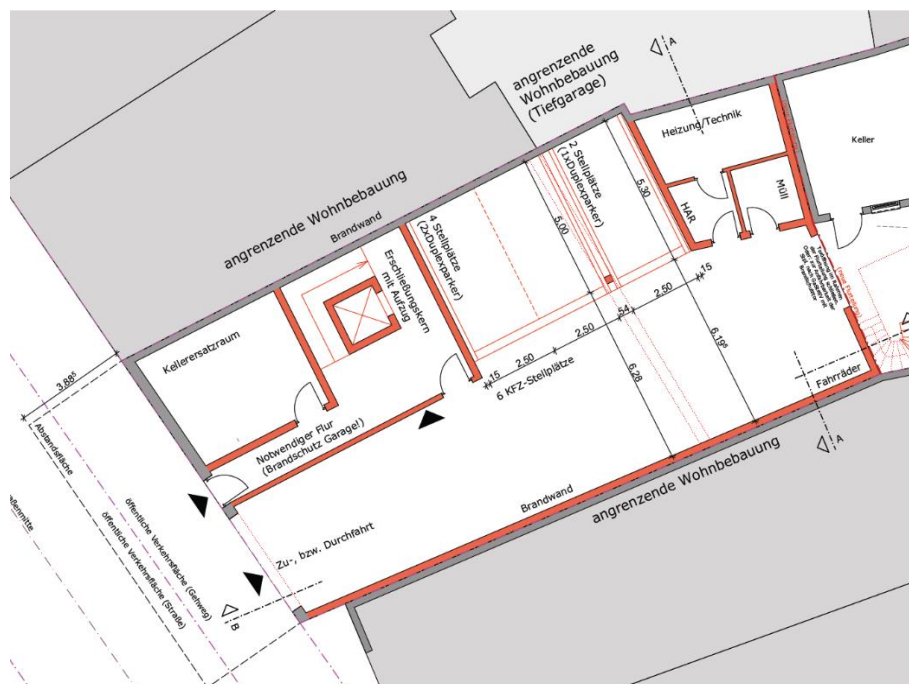 angrenzende
Wohnbebauung
(Tiefgarage)
A
Heizung/Technik
Keller
2 Stellplätze
(1xDuplexparker)
5,30
Müll
HAR
angrenzende Wohnbebauung
Brandwand
4 Stellplätze
(2xDuplexparker)
5,00
Erschließungskern
mit Aufzug
15
2,50
54
2,50
2,50
15
6 KFZ-Stellplätze
6,19⁵
6,28
Kellerersatzraum
3,88⁵
Abstandsfläche
Notwendiger Flur
(Brandschutz Garage!)
Fahrräder
A
angrenzende Wohnbebauung
Brandwand
öffentliche Verkehrsfläche (Gehweg)
öffentliche Verkehrsfläche (Straße)
Zu-, bzw. Durchfahrt
B